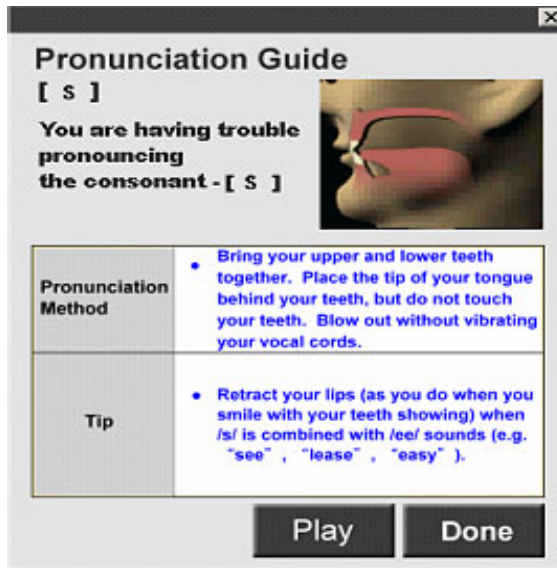 Pronunciation Guide
[ s ]
You are having trouble
pronouncing
the consonant - [ S ]
Pronunciation
Method
• Bring your upper and lower teeth
together. Place the tip of your tongue
behind your teeth, but do not touch
your teeth. Blow out without vibrating
your vocal cords.
Tip
• Retract your lips (as you do when you
smile with your teeth showing) when
/s/ is combined with /ee/ sounds (e.g.
“see”, “lease”, “easy”).
Play
Done